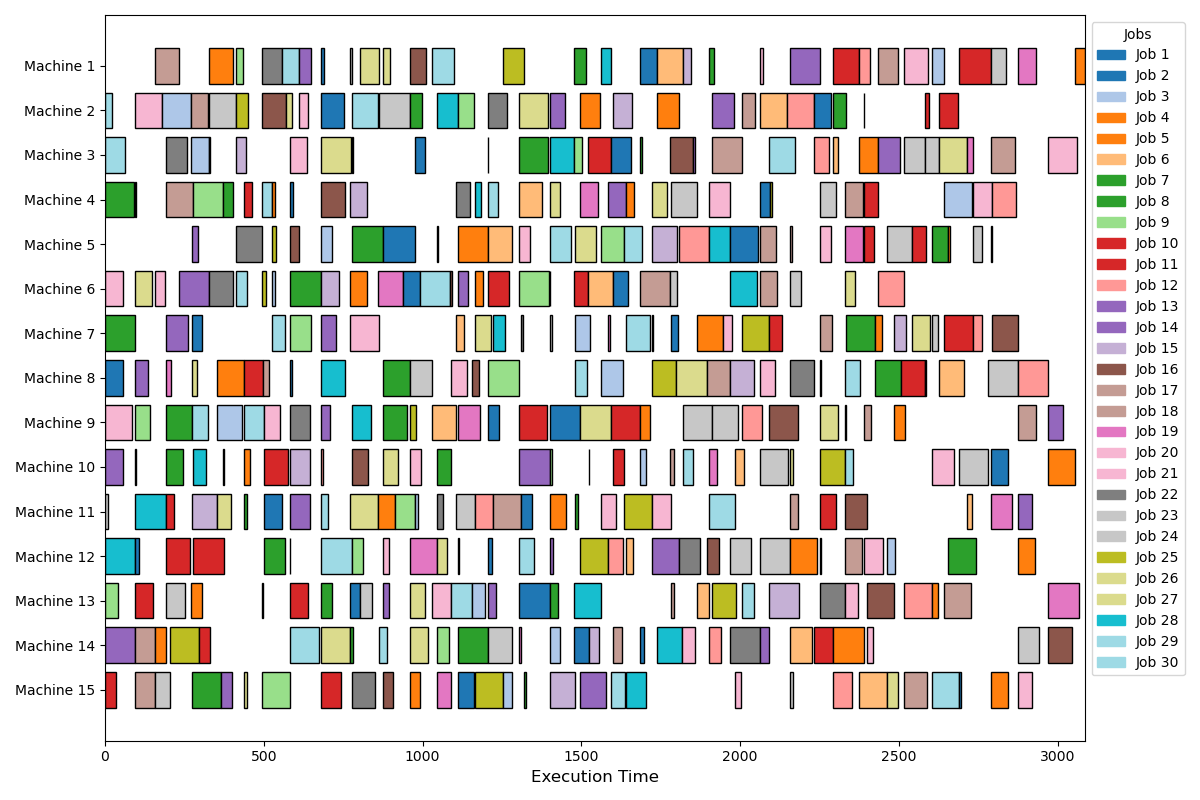 Machine 1
Machine 2
Machine 3
Machine 4
Machine 5
Machine 6
Machine 7
Machine 8
Machine 9
Machine 10
Machine 11
Machine 12
Machine 13
Machine 14
Machine 15
0 500 1000 1500 2000 2500 3000
Execution Time
Jobs
Job 1
Job 2
Job 3
Job 4
Job 5
Job 6
Job 7
Job 8
Job 9
Job 10
Job 11
Job 12
Job 13
Job 14
Job 15
Job 16
Job 17
Job 18
Job 19
Job 20
Job 21
Job 22
Job 23
Job 24
Job 25
Job 26
Job 27
Job 28
Job 29
Job 30